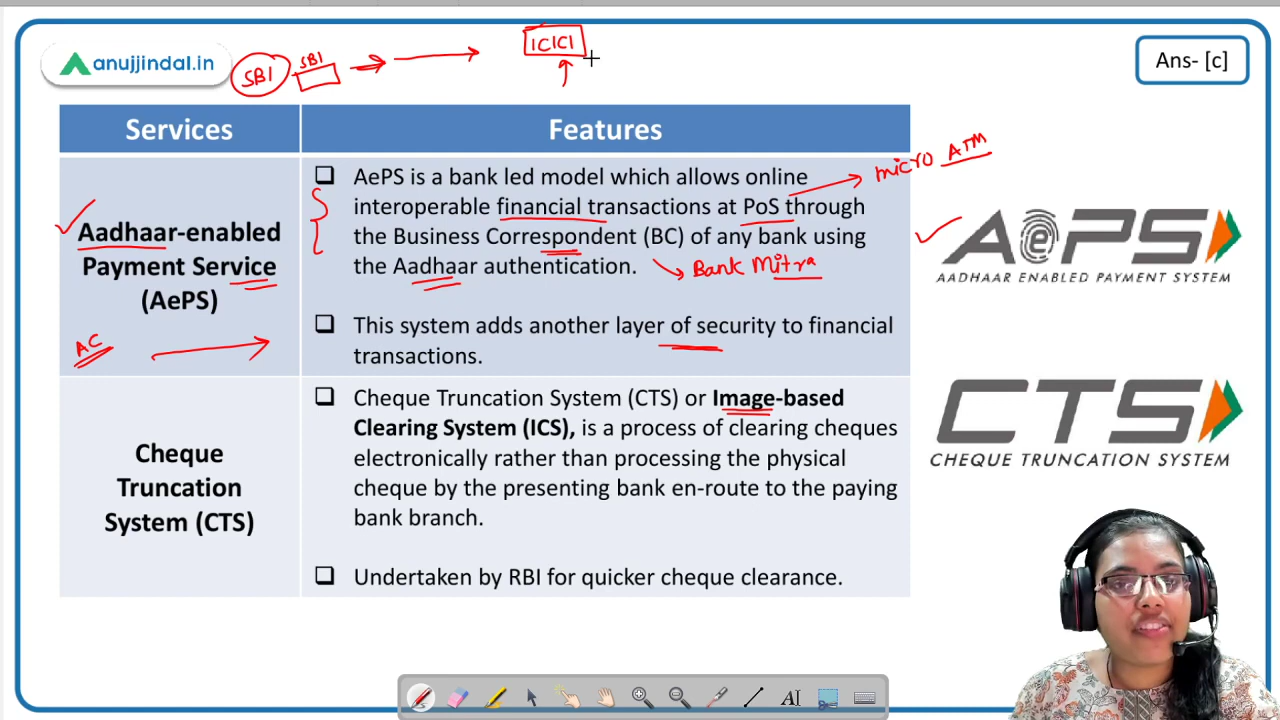 anujjindal.in
SBI
SBI
ICICI
Ans- [c]
Services
Features
Aadhaar-enabled
Payment Service
(AePS)
AC
❑ AePS is a bank led model which allows online
interoperable financial transactions at PoS through
the Business Correspondent (BC) of any bank using
the Aadhaar authentication.
micro ATM
Bank Mitra
❑ This system adds another layer of security to financial
transactions.
AePS
AADHAAR ENABLED PAYMENT SYSTEM
Cheque
Truncation
System (CTS)
❑ Cheque Truncation System (CTS) or Image-based
Clearing System (ICS), is a process of clearing cheques
electronically rather than processing the physical
cheque by the presenting bank en-route to the paying
bank branch.
❑ Undertaken by RBI for quicker cheque clearance.
CTS
CHEQUE TRUNCATION SYSTEM
AI